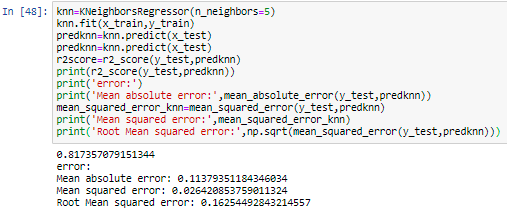 In [48]: knn=KNeighborsRegressor(n_neighbors=5)
knn.fit(x_train,y_train)
predknn=knn.predict(x_test)
predknn=knn.predict(x_test)
r2score=r2_score(y_test,predknn)
print(r2_score(y_test,predknn))
print('error:')
print('Mean absolute error:',mean_absolute_error(y_test,predknn))
mean_squared_error_knn=mean_squared_error(y_test,predknn)
print('Mean squared error:',mean_squared_error_knn)
print('Root Mean squared error:',np.sqrt(mean_squared_error(y_test,predknn)))
0.817357079151344
error:
Mean absolute error: 0.11379351184346034
Mean squared error: 0.026420853759011324
Root Mean squared error: 0.16254492843214557